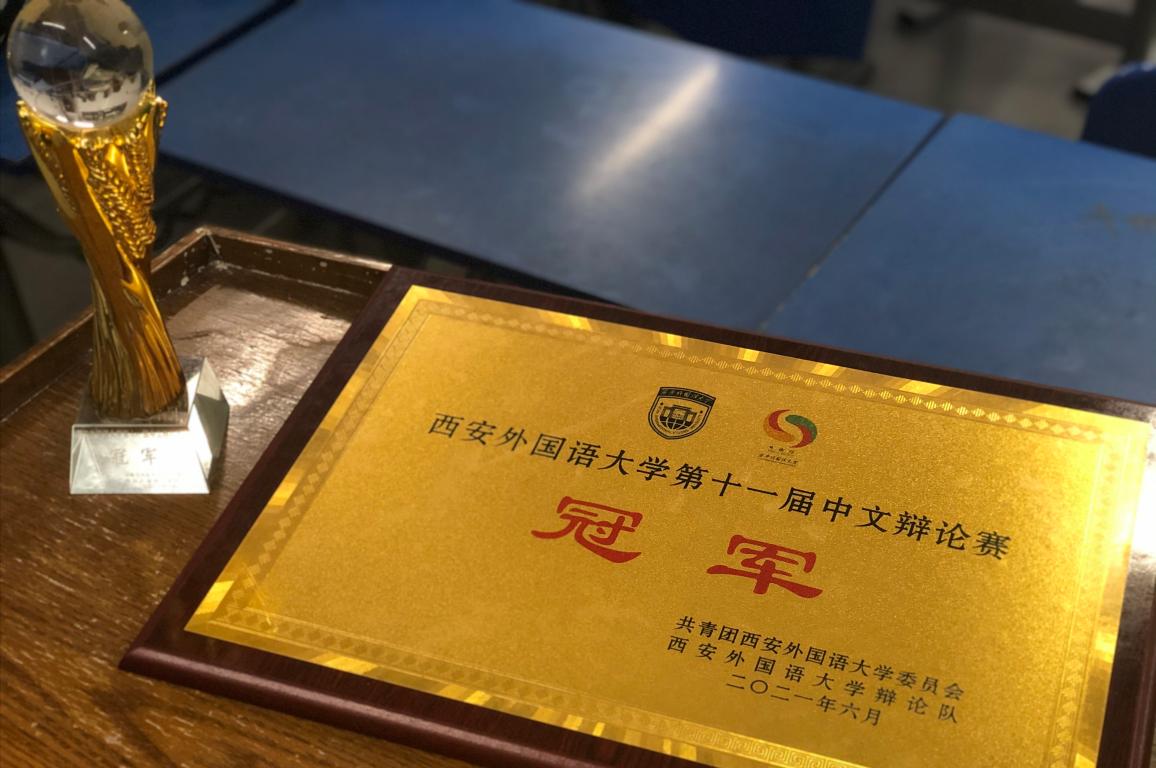 西安外国语大学第十一届中文辩论赛
冠军
共青团西安外国语大学委员会
西安外国语大学辩论队
二〇二一年六月
冠军